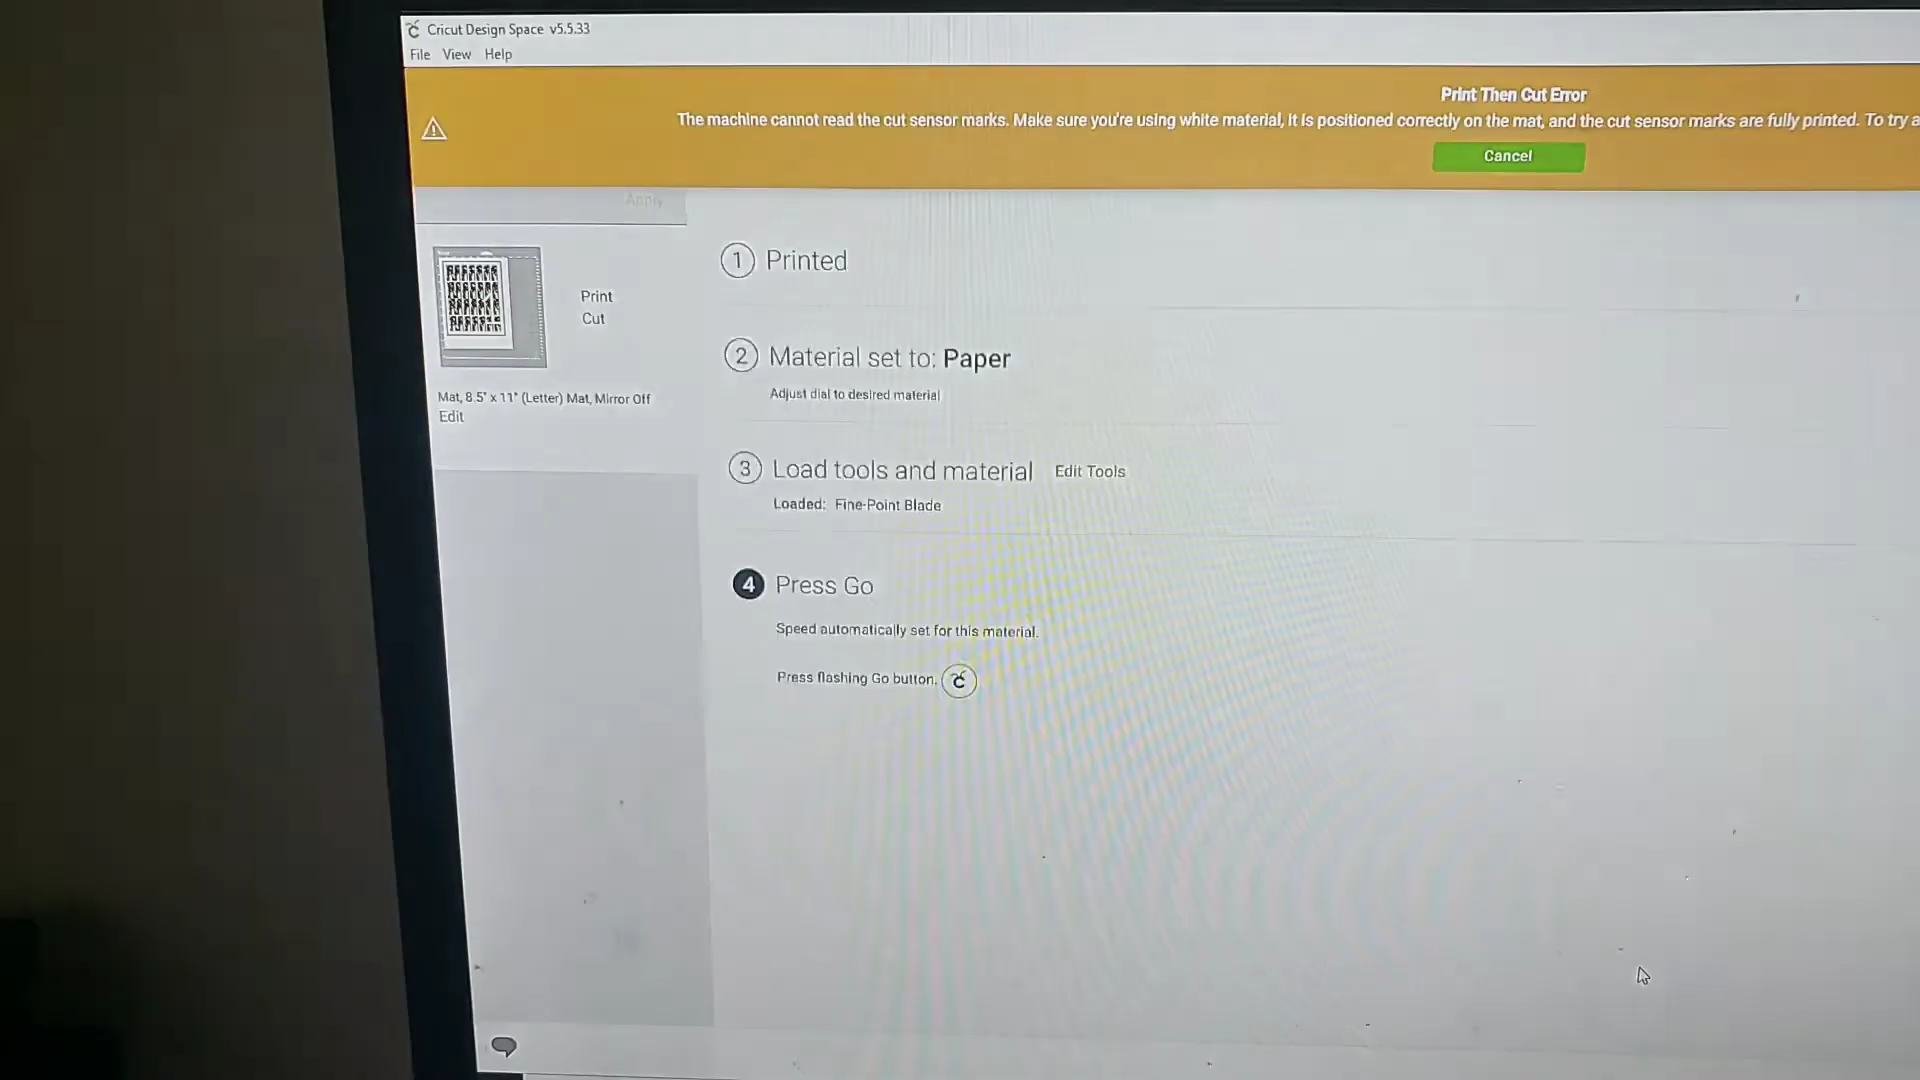 Cricut Design Space v5.5.33
File View Help
Print Then Cut Error
The machine cannot read the cut sensor marks. Make sure you're using white material, it is positioned correctly on the mat, and the cut sensor marks are fully printed. To try a
Cancel
Apply
Print
Cut
Mat, 8.5" x 11" (Letter) Mat, Mirror Off
Edit
1 Printed
2 Material set to: Paper
Adjust dial to desired material
3 Load tools and material Edit Tools
Loaded: Fine-Point Blade
4 Press Go
Speed automatically set for this material.
Press flashing Go button.